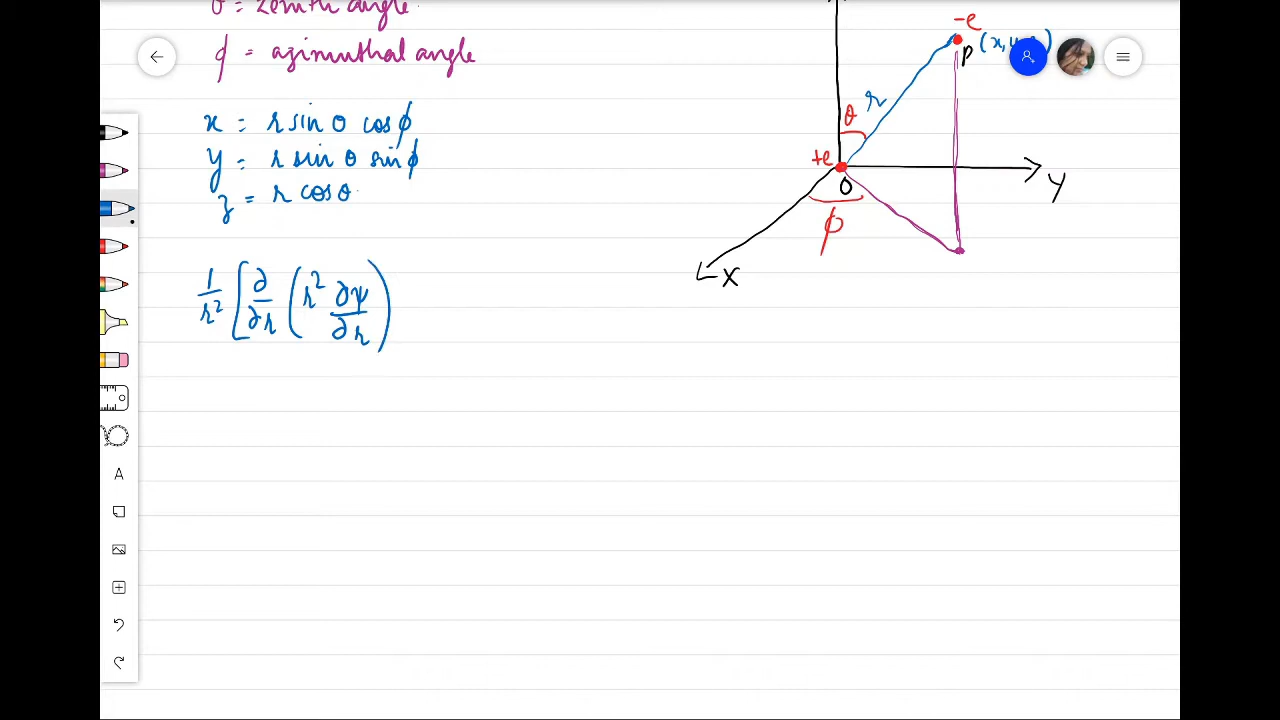 θ = zenith angle.
ϕ = azimuthal angle
x = r sin θ cos ϕ
y = r sin θ sin ϕ
z = r cos θ
1/r² [ ∂/∂r ( r² ∂ψ/∂r )
-e
P (x,
r
θ
+e
O
Y
ϕ
X
A